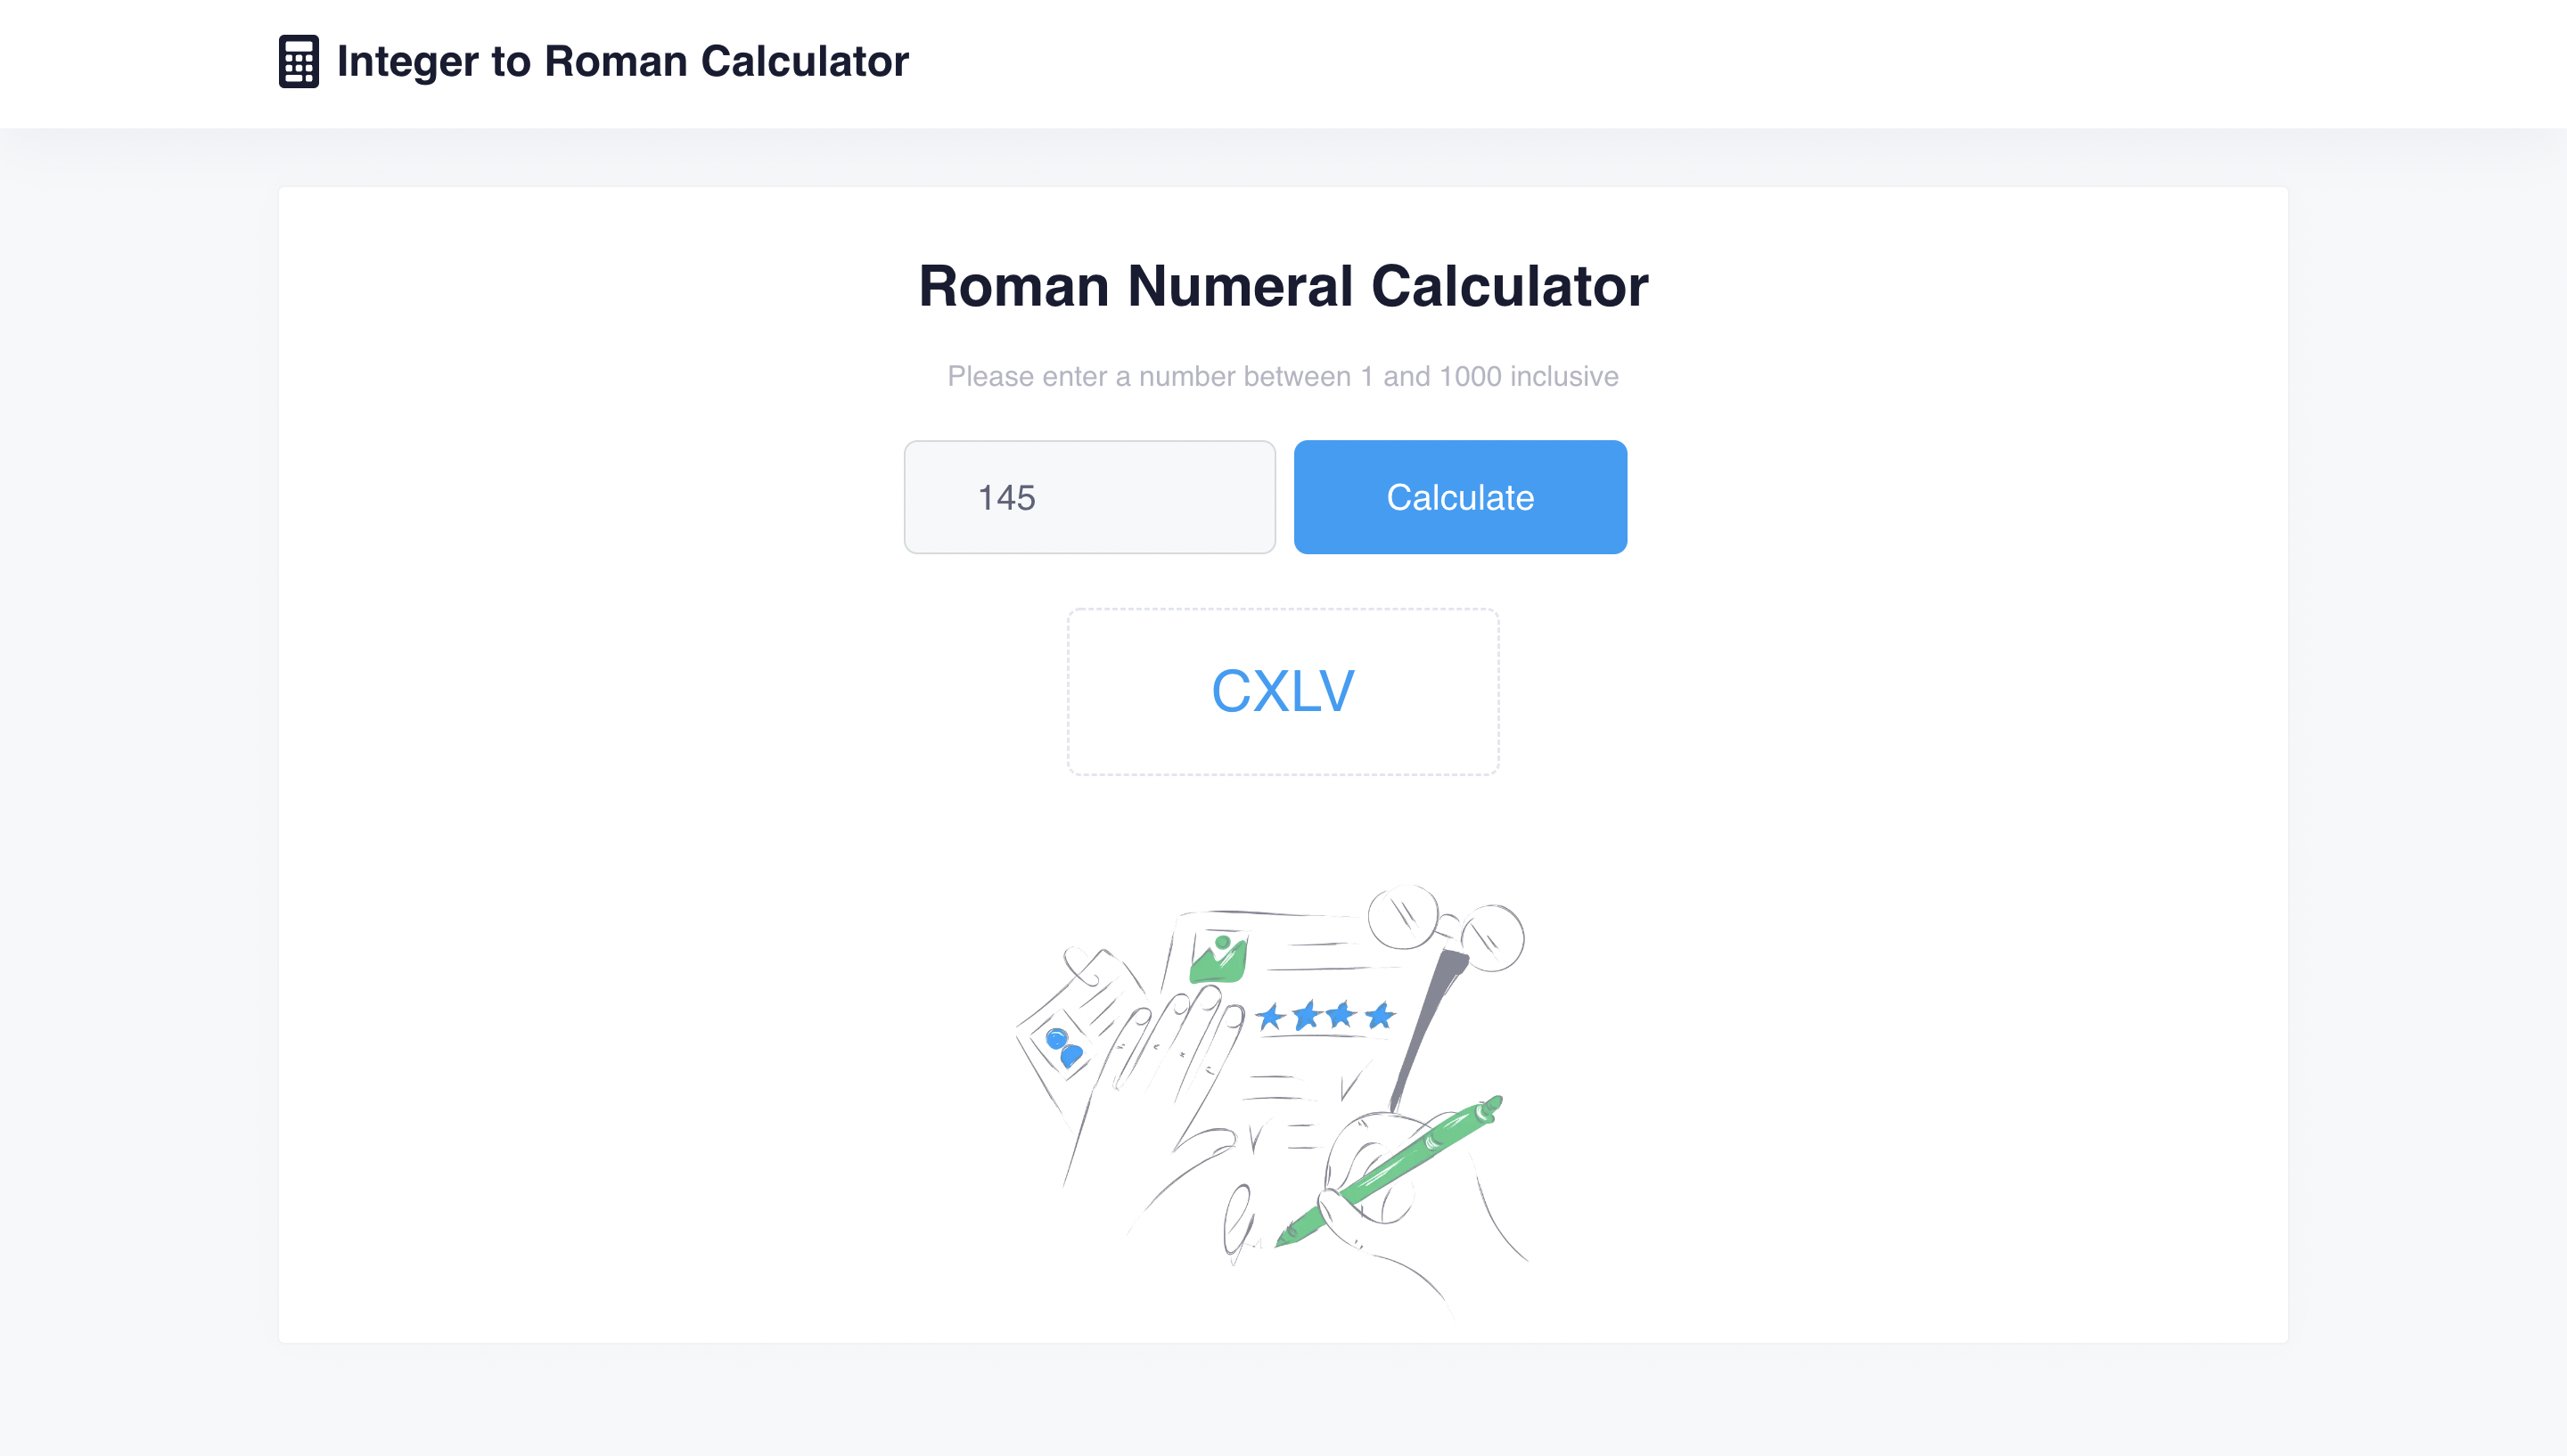 Integer to Roman Calculator
Roman Numeral Calculator
Please enter a number between 1 and 1000 inclusive
145
Calculate
CXLV